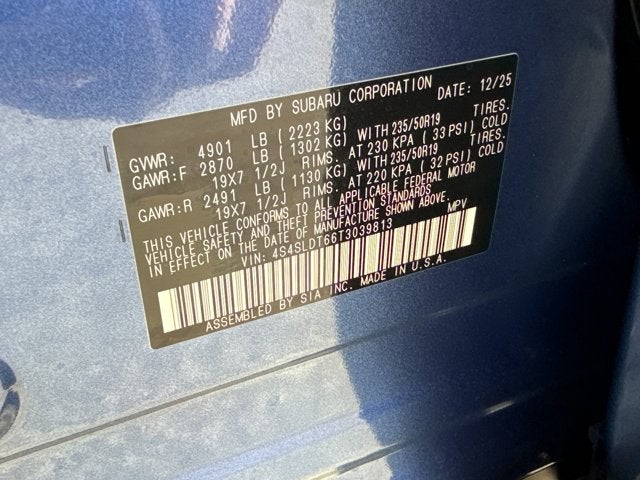 MFD BY SUBARU CORPORATION DATE: 12/25
GVWR: 4901 LB ( 2223 KG)
GAWR:F 2870 LB ( 1302 KG) WITH 235/50R19 TIRES.
19X7 1/2J RIMS. AT 230 KPA ( 33 PSI) COLD
GAWR:R 2491 LB ( 1130 KG) WITH 235/50R19 TIRES.
19X7 1/2J RIMS. AT 220 KPA ( 32 PSI) COLD
THIS VEHICLE CONFORMS TO ALL APPLICABLE FEDERAL MOTOR
VEHICLE SAFETY AND THEFT PREVENTION STANDARDS
IN EFFECT ON THE DATE OF MANUFACTURE SHOWN ABOVE.
VIN: 4S4SLDT66T3039813 MPV
ASSEMBLED BY SIA INC. MADE IN U.S.A.